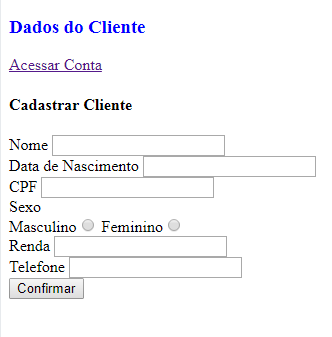 Dados do Cliente
Acessar Conta
Cadastrar Cliente
Nome
Data de Nascimento
CPF
Sexo
Masculino Feminino
Renda
Telefone
Confirmar